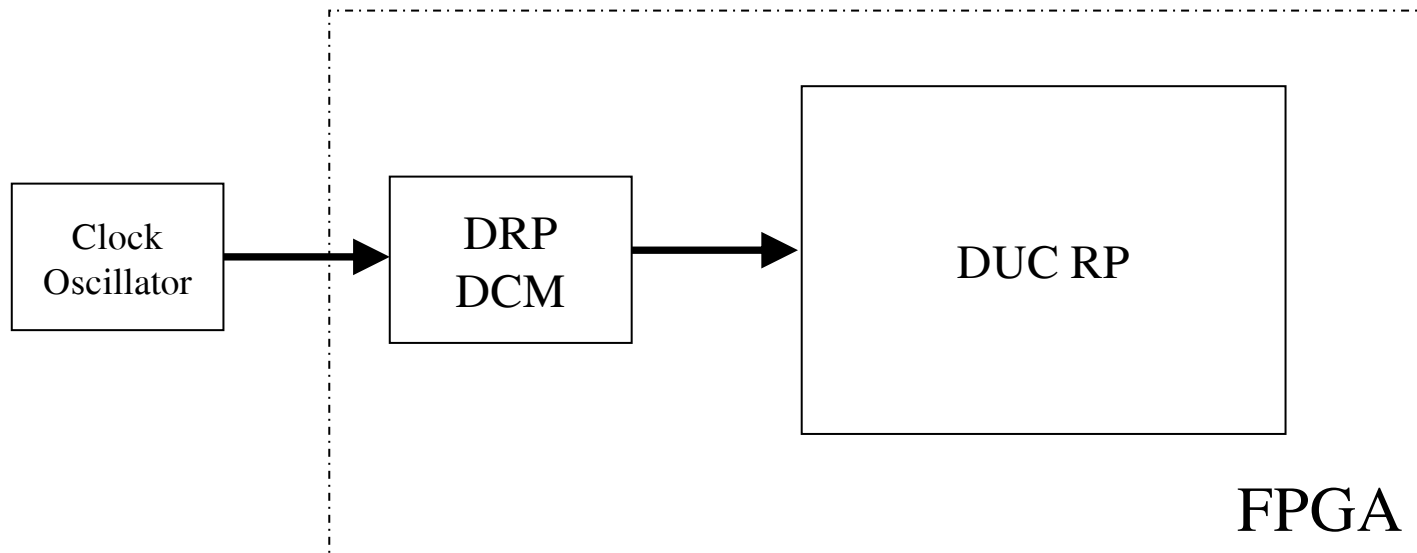 Clock
Oscillator
DRP
DCM
DUC RP
FPGA